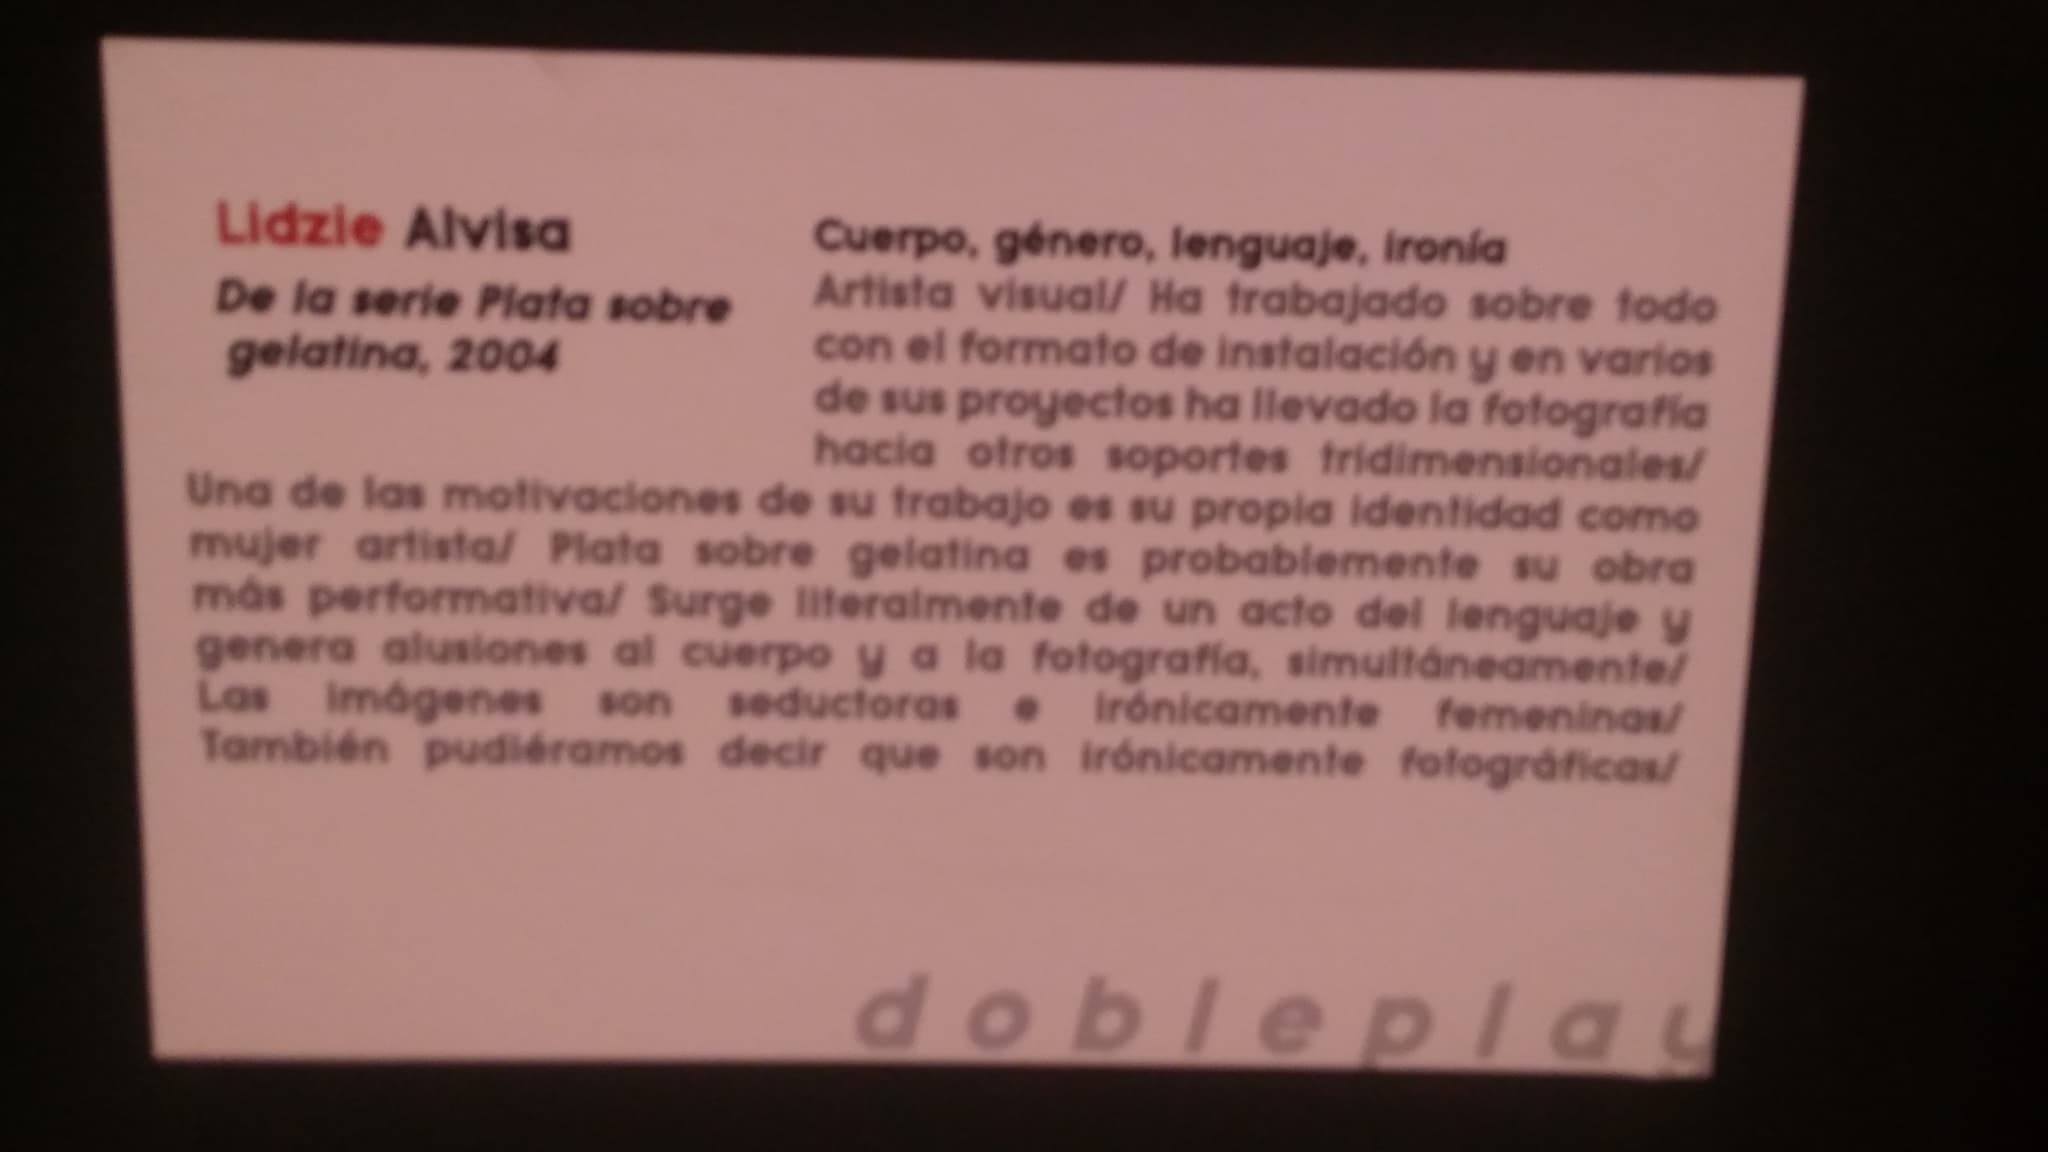 Lidzie Alvisa
De la serie Plata sobre
gelatina, 2004
Cuerpo, género, lenguaje, ironía
Artista visual/ Ha trabajado sobre todo
con el formato de instalación y en varios
de sus proyectos ha llevado la fotografía
hacia otros soportes tridimensionales/
Una de las motivaciones de su trabajo es su propia identidad como
mujer artista/ Plata sobre gelatina es probablemente su obra
más performativa/ Surge literalmente de un acto del lenguaje y
genera alusiones al cuerpo y a la fotografía, simultáneamente/
Las imágenes son seductoras e irónicamente femeninas/
También pudiéramos decir que son irónicamente fotográficas/
dobleplay